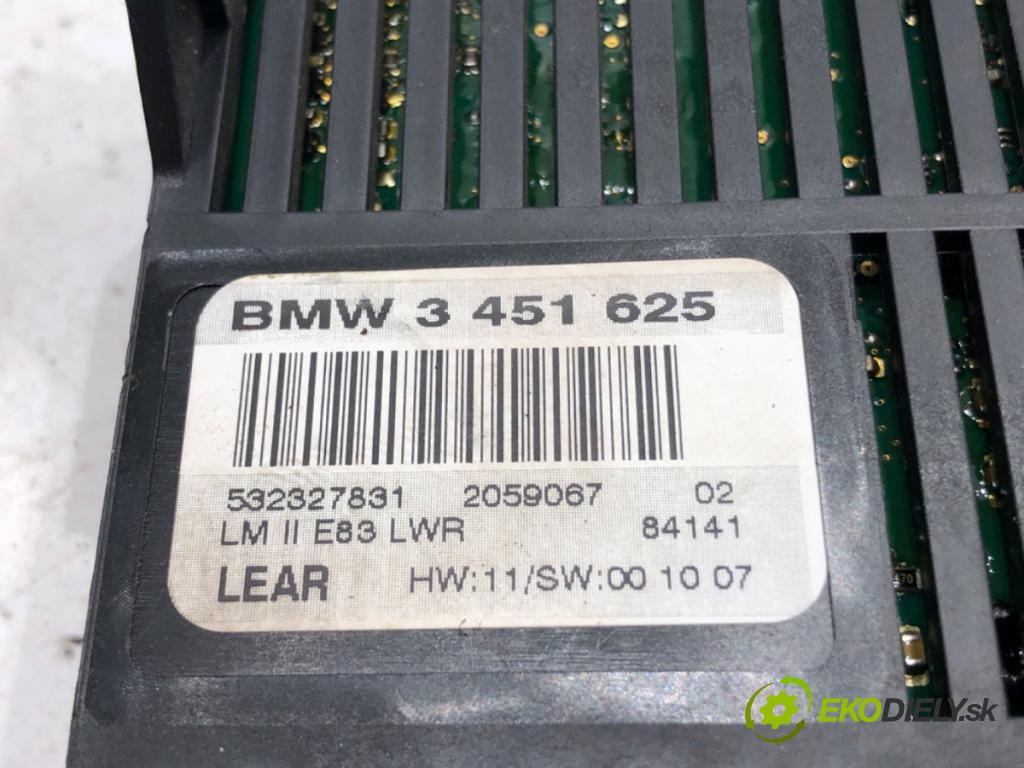 BMW 3 451 625
532327831 2059067 02
LM II E83 LWR 84141
LEAR HW:11/SW:00 10 07
EKODIELY.sk